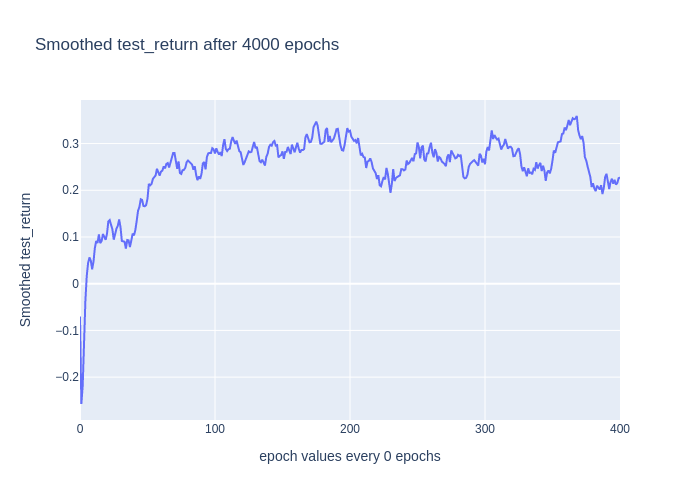 Smoothed test_return after 4000 epochs
Smoothed test_return
0.3
0.2
0.1
0
−0.1
−0.2
0 100 200 300 400
epoch values every 0 epochs